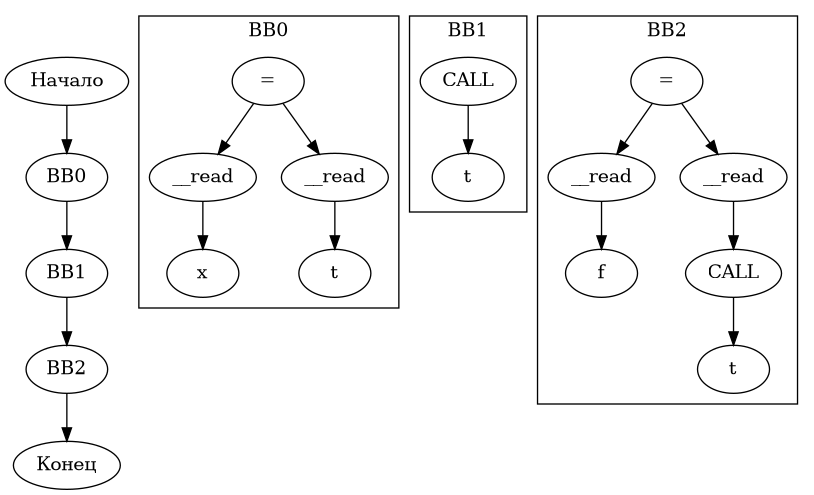 Начало
BB0
BB1
BB2
Конец
BB0
=
__read
__read
x
t
BB1
CALL
t
BB2
=
__read
__read
f
CALL
t